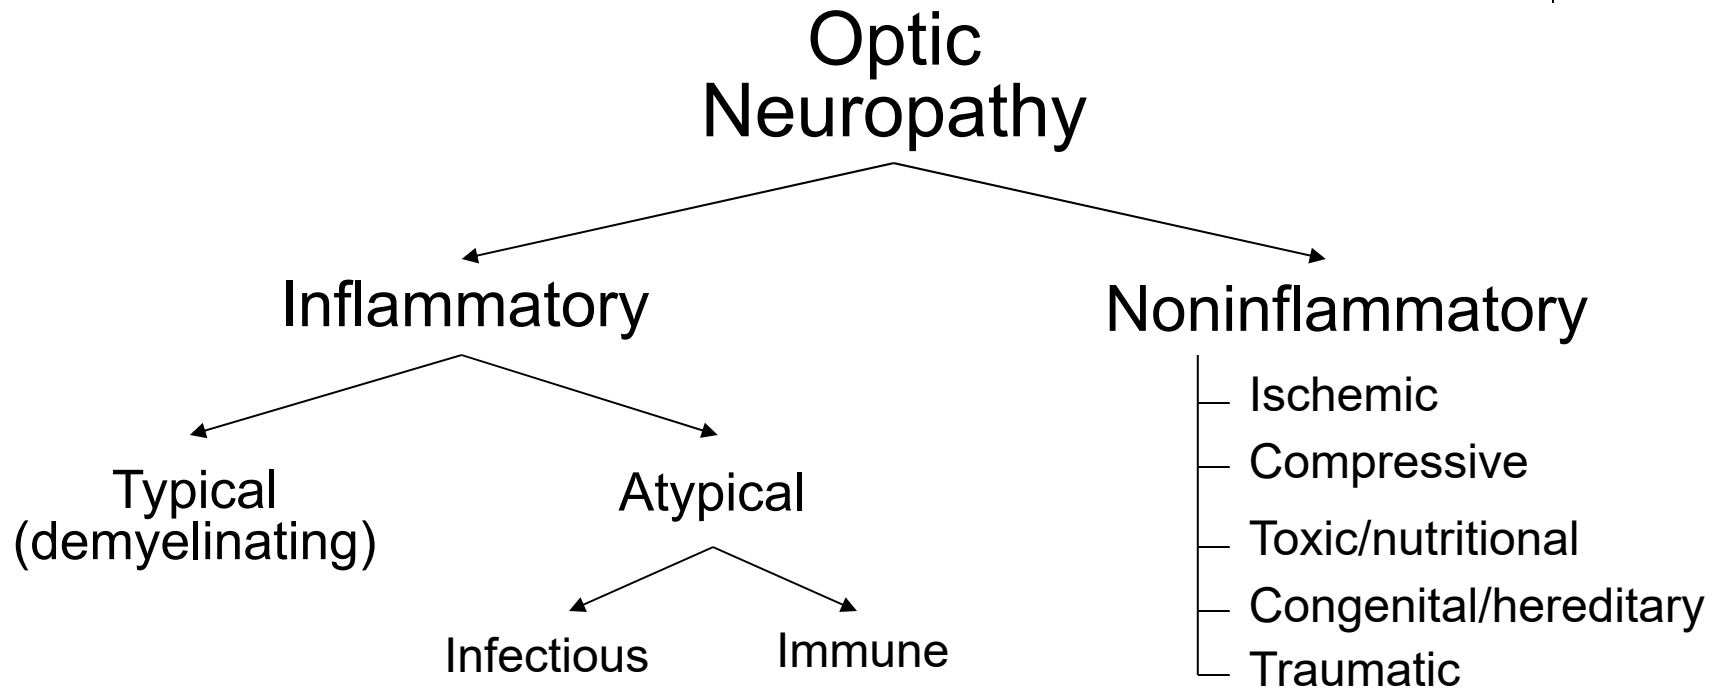 Optic
Neuropathy
Inflammatory
Noninflammatory
Typical
(demyelinating)
Atypical
Infectious
Immune
Ischemic
Compressive
Toxic/nutritional
Congenital/hereditary
Traumatic